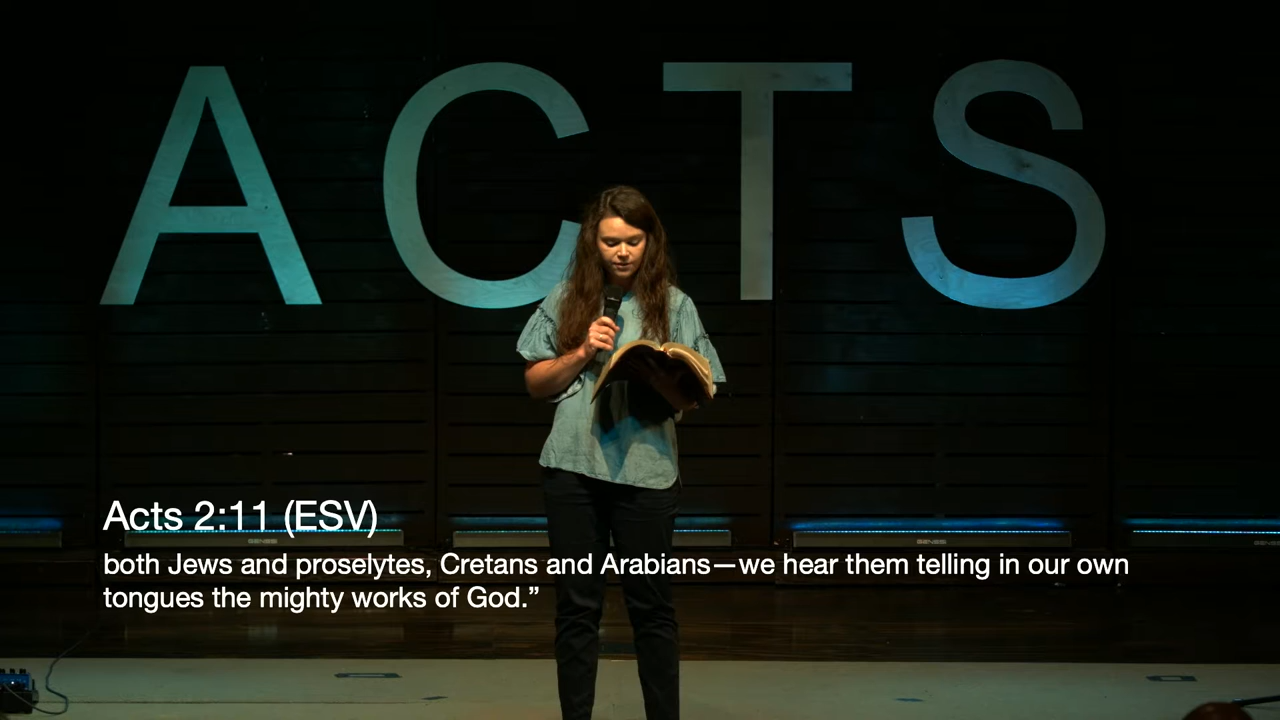 ACTS
Acts 2:11 (ESV)
both Jews and proselytes, Cretans and Arabians—we hear them telling in our own
tongues the mighty works of God.”